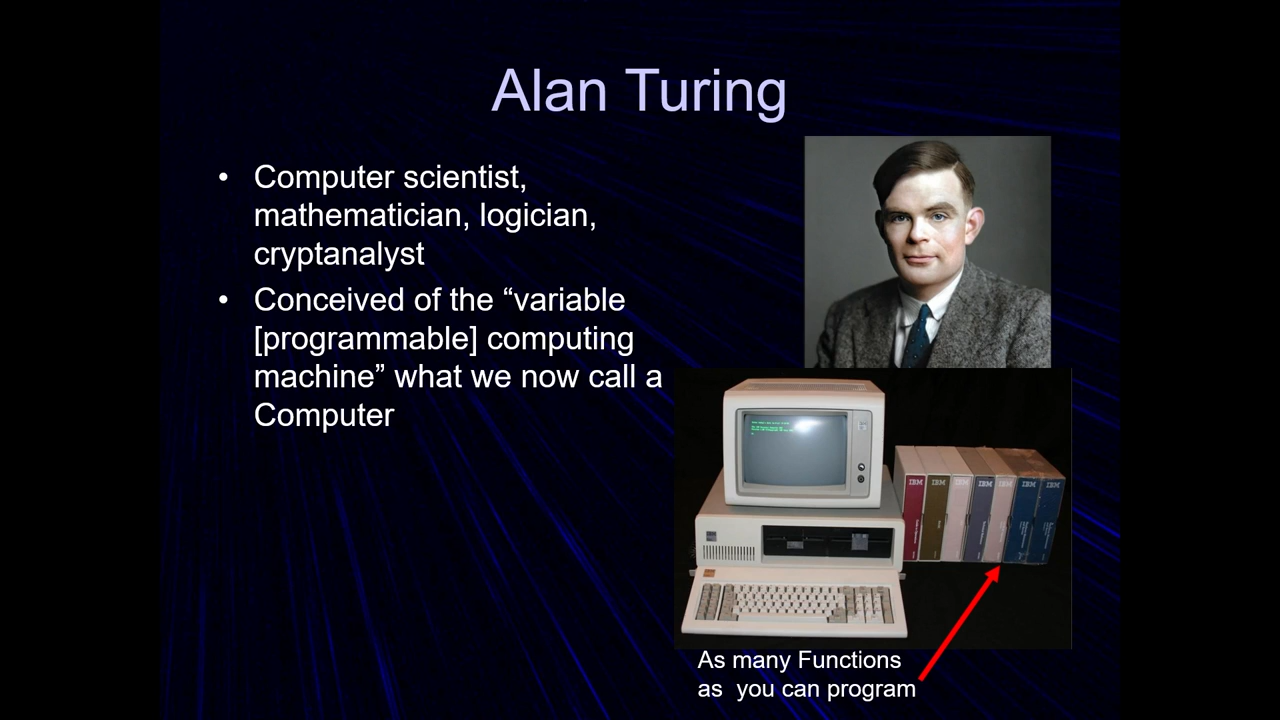 Alan Turing
• Computer scientist,
mathematician, logician,
cryptanalyst
• Conceived of the “variable
[programmable] computing
machine” what we now call a
Computer
IBM IBM IBM IBM IBM IBM IBM
As many Functions
as you can program